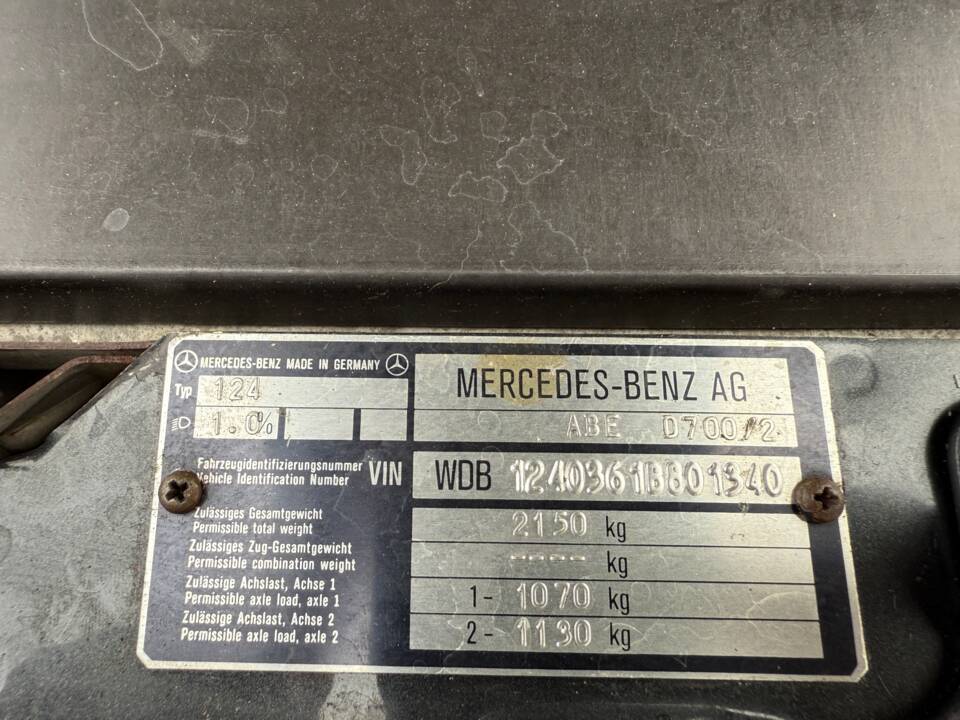 MERCEDES-BENZ MADE IN GERMANY
Typ 124
1.0%
MERCEDES-BENZ AG
ABE D700/2
Fahrzeugidentifizierungsnummer
Vehicle Identification Number
VIN
WDB 1240361B801340
Zulässiges Gesamtgewicht
Permissible total weight
2150 kg
Zulässiges Zug-Gesamtgewicht
Permissible combination weight
---- kg
Zulässige Achslast, Achse 1
Permissible axle load, axle 1
1- 1070 kg
Zulässige Achslast, Achse 2
Permissible axle load, axle 2
2- 1130 kg